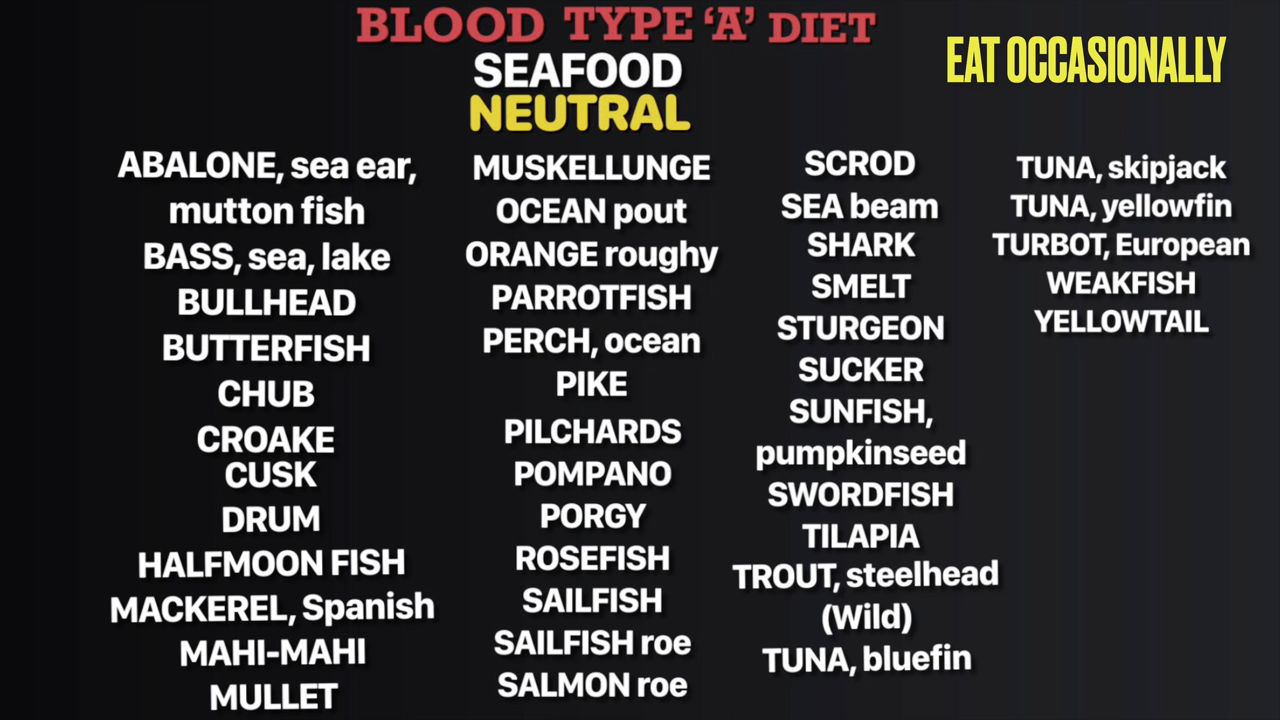 BLOOD TYPE ‘A’ DIET
EAT OCCASIONALLY
SEAFOOD
NEUTRAL
ABALONE, sea ear,
mutton fish
BASS, sea, lake
BULLHEAD
BUTTERFISH
CHUB
CROAKE
CUSK
DRUM
HALFMOON FISH
MACKEREL, Spanish
MAHI-MAHI
MULLET
MUSKELLUNGE
OCEAN pout
ORANGE roughy
PARROTFISH
PERCH, ocean
PIKE
PILCHARDS
POMPANO
PORGY
ROSEFISH
SAILFISH
SAILFISH roe
SALMON roe
SCROD
SEA beam
SHARK
SMELT
STURGEON
SUCKER
SUNFISH,
pumpkinseed
SWORDFISH
TILAPIA
TROUT, steelhead
(Wild)
TUNA, bluefin
TUNA, skipjack
TUNA, yellowfin
TURBOT, European
WEAKFISH
YELLOWTAIL